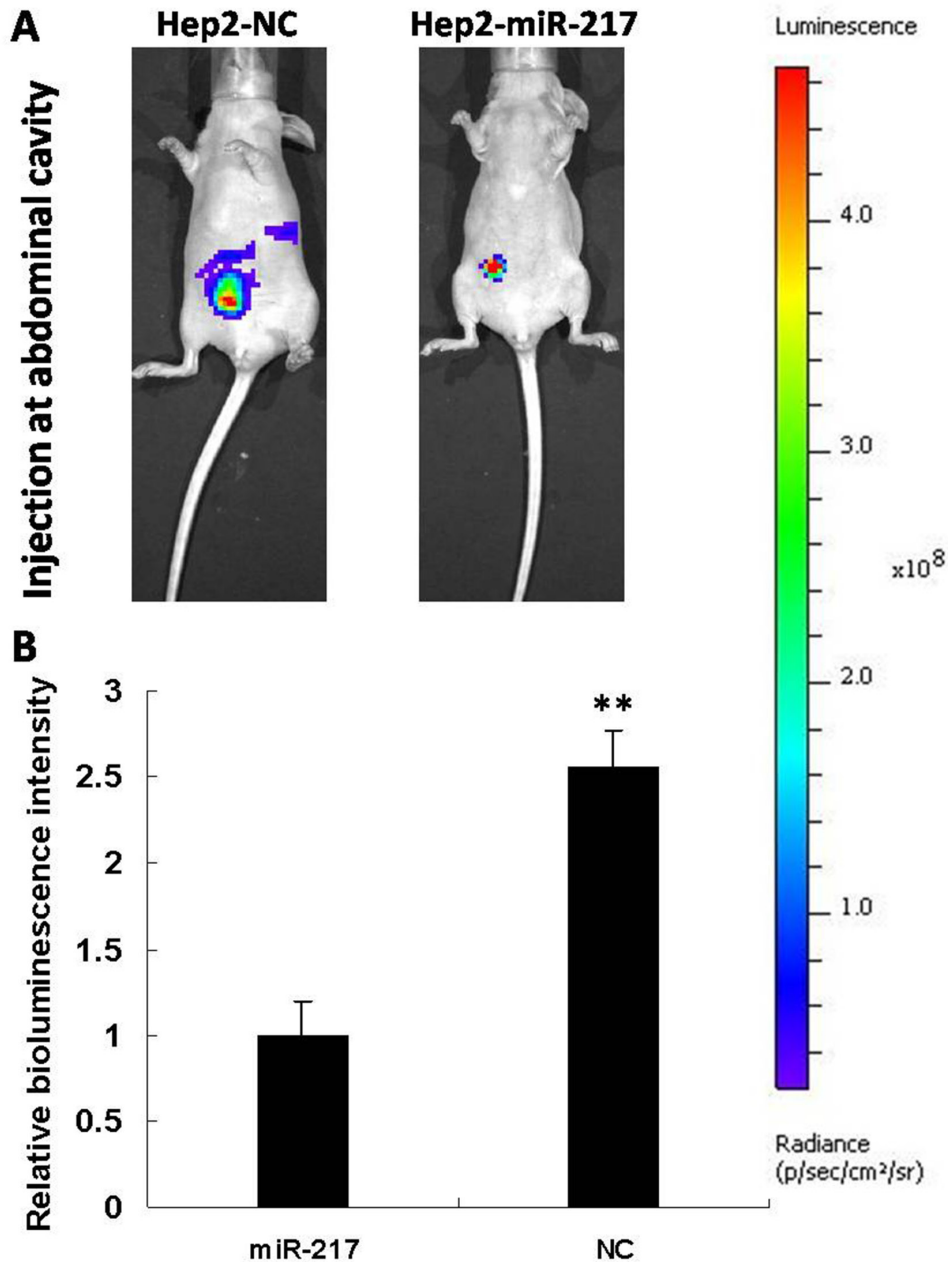 A
Hep2-NC
Hep2-miR-217
Injection at abdominal cavity
Luminescence
4.0
3.0
x10⁸
2.0
1.0
Radiance
(p/sec/cm²/sr)
B
Relative bioluminescence intensity
3
2.5
2
1.5
1
0.5
0
**
miR-217
NC